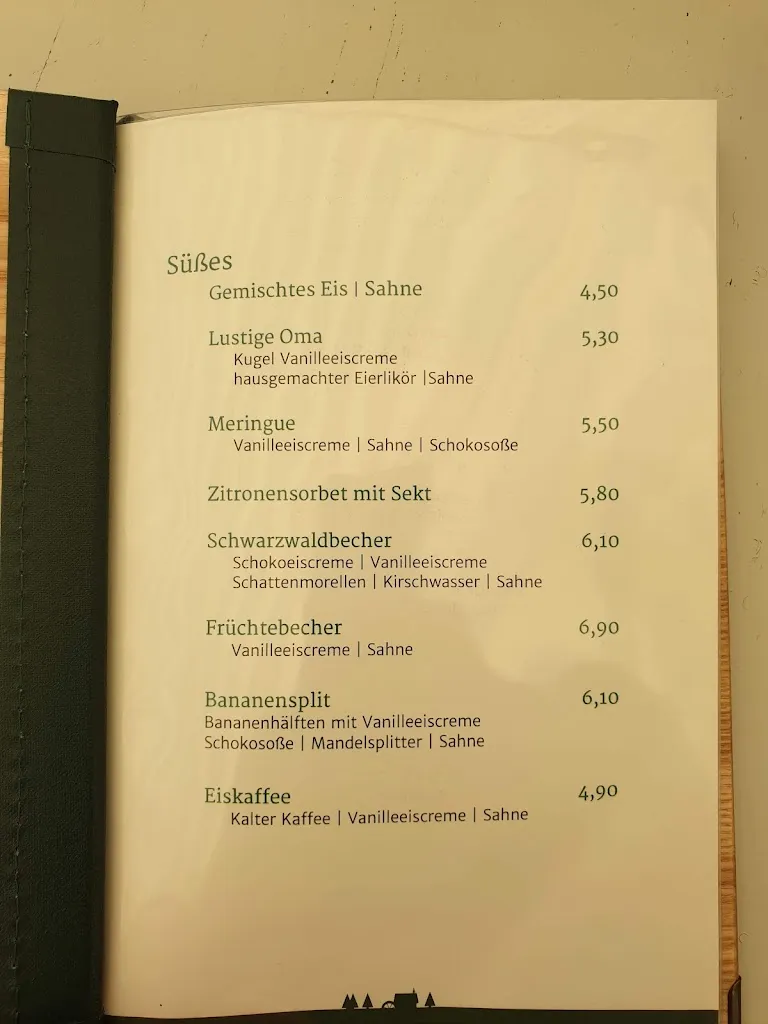 Süßes
Gemischtes Eis | Sahne 4,50
Lustige Oma 5,30
Kugel Vanilleeiscreme
hausgemachter Eierlikör |Sahne
Meringue 5,50
Vanilleeiscreme | Sahne | Schokosoße
Zitronensorbet mit Sekt 5,80
Schwarzwaldbecher 6,10
Schokoeiscreme | Vanilleeiscreme
Schattenmorellen | Kirschwasser | Sahne
Früchtebecher 6,90
Vanilleeiscreme | Sahne
Bananensplit 6,10
Bananenhälften mit Vanilleeiscreme
Schokosoße | Mandelsplitter | Sahne
Eiskaffee 4,90
Kalter Kaffee | Vanilleeiscreme | Sahne